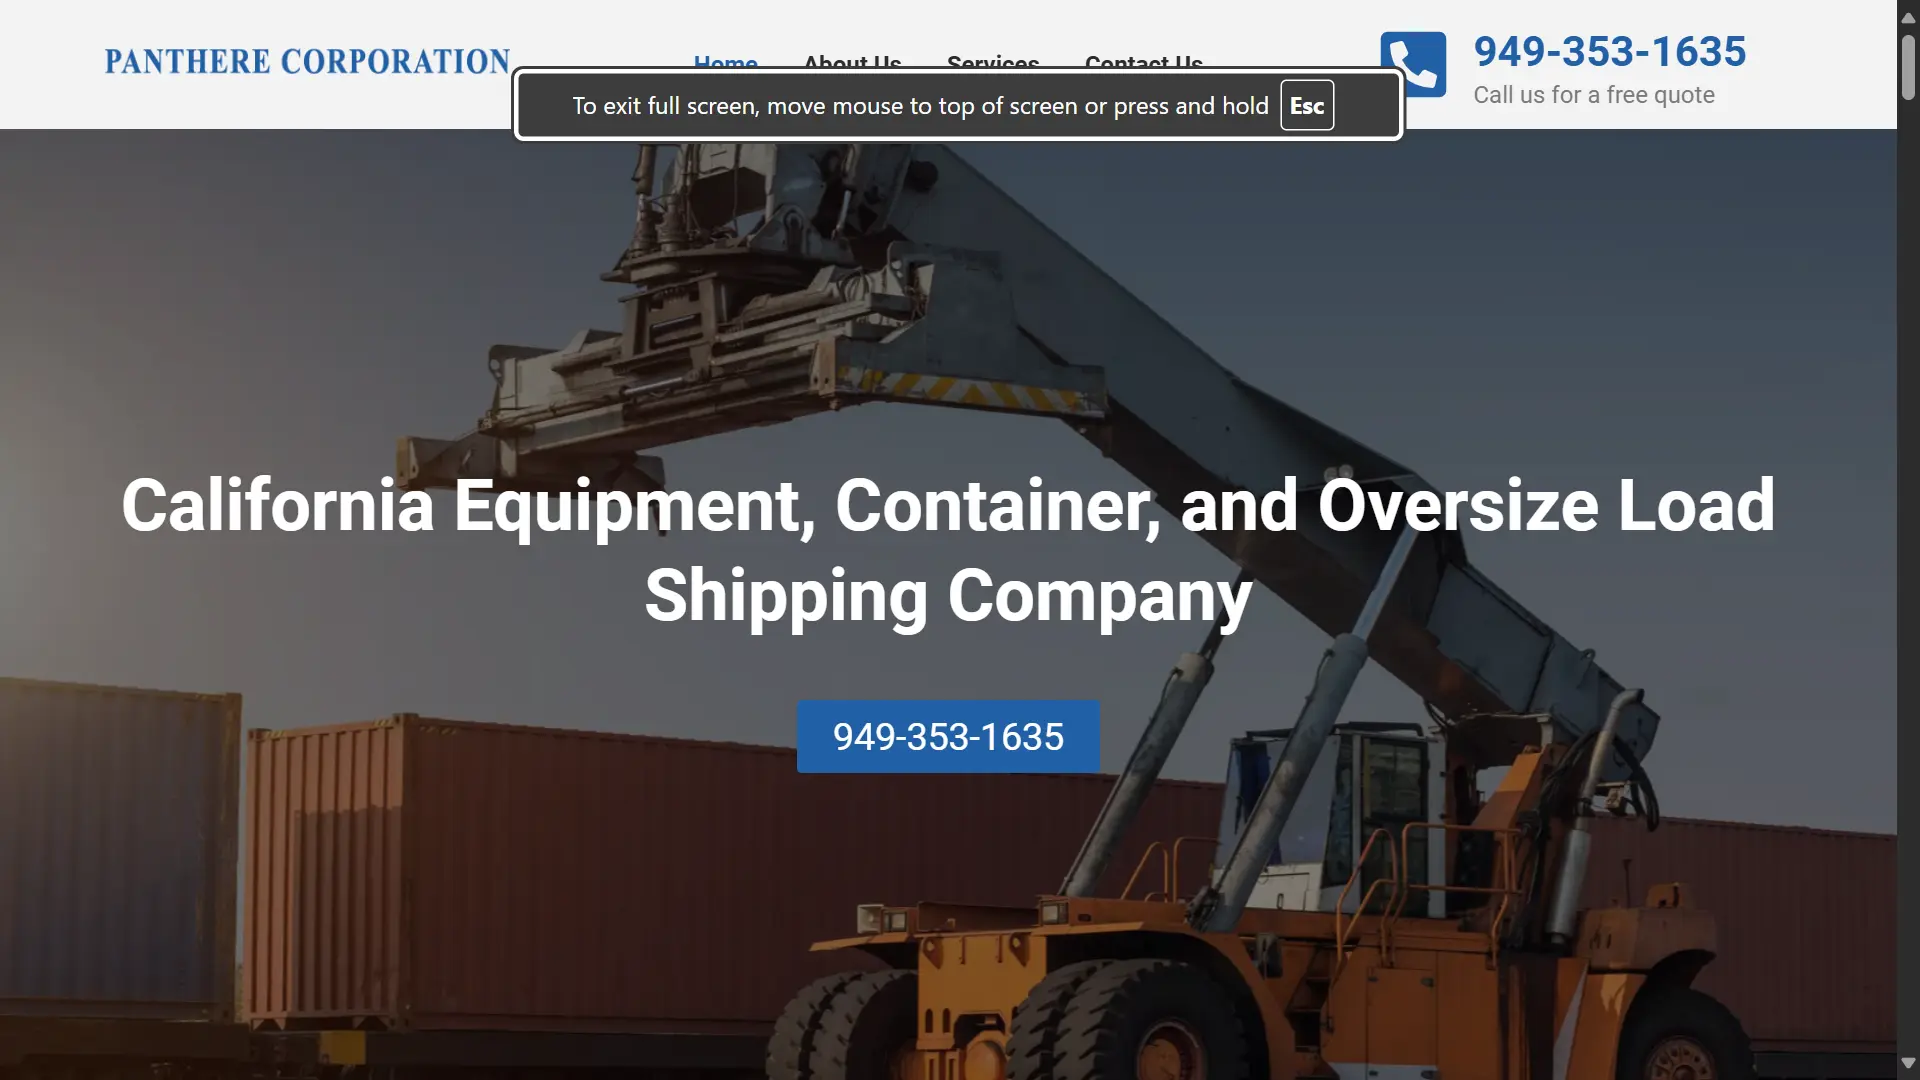 PANTHERE CORPORATION
Home
About Us
Services
Contact Us
949-353-1635
Call us for a free quote
To exit full screen, move mouse to top of screen or press and hold Esc
California Equipment, Container, and Oversize Load
Shipping Company
949-353-1635